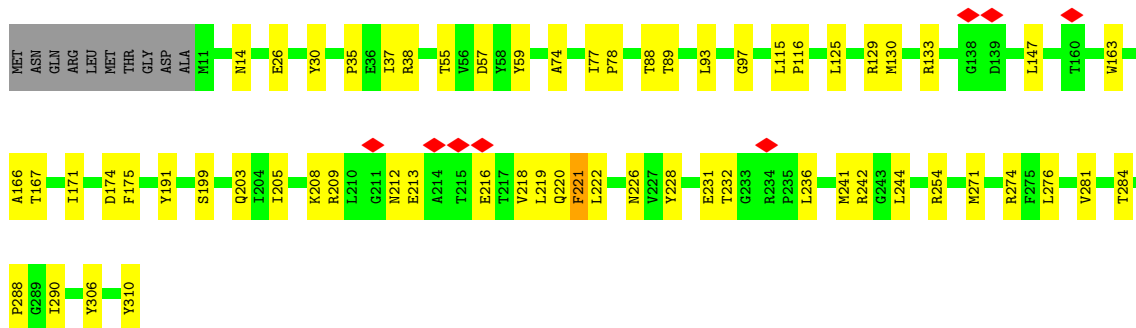 MET ASN GLN ARG LEU MET THR GLY ASP ALA M11 N14 E26 Y30 P35 E36 I37 R38 T55 V56 D57 Y58 Y59 A74 I77 P78 T88 T89 L93 G97 L115 P116 L125 R129 M130 R133 G138 D139 L147 T160 W163
A166 T167 I171 D174 F175 Y191 S199 Q203 I204 I205 K208 R209 L210 G211 N212 E213 A214 T215 E216 T217 V218 L219 Q220 F221 L222 N226 V227 Y228 E231 T232 G233 R234 P235 L236 M241 R242 G243 L244 R254 M271 R274 F275 L276 V281 T284
P288 G289 I290 Y306 Y310